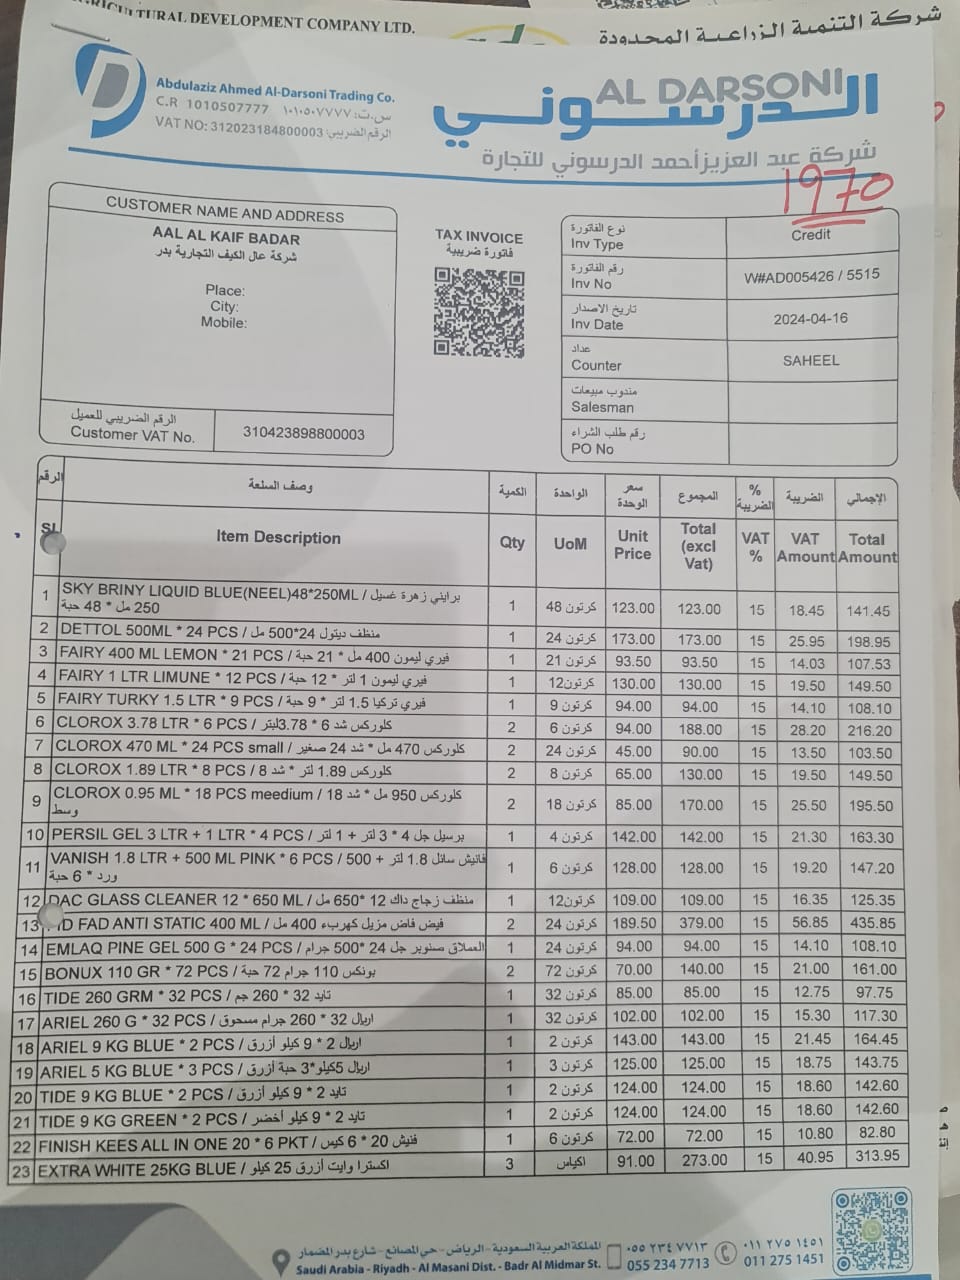 AGRICULTURAL DEVELOPMENT COMPANY LTD.
شركة التنمية الزراعية المحدودة
Abdulaziz Ahmed Al-Darsoni Trading Co.
C.R 1010507777 س.ت: ١٠١٠٥٠٧٧٧٧
VAT NO: 312023184800003 الرقم الضريبي:
AL DARSONI
الدرسوني
شركة عبد العزيز أحمد الدرسوني للتجارة
1970
CUSTOMER NAME AND ADDRESS
AAL AL KAIF BADAR
شركة عال الكيف التجارية بدر
Place:
City:
Mobile:
الرقم الضريبي للعميل
Customer VAT No. 310423898800003
TAX INVOICE
فاتورة ضريبية
نوع الفاتورة
Inv Type Credit
رقم الفاتورة
Inv No W#AD005426 / 5515
تاريخ الاصدار
Inv Date 2024-04-16
عداد
Counter SAHEEL
مندوب مبيعات
Salesman
رقم طلب الشراء
PO No
الرقم وصف السلعة الكمية الواحدة سعر الوحدة المجموع % الضريبة الضريبة الإجمالي
SL Item Description Qty UoM Unit Price Total (excl Vat) VAT % VAT Amount Total Amount
1 SKY BRINY LIQUID BLUE(NEEL)48*250ML / برايني زهرة غسيل 250 مل * 48 حبة 1 كرتون 48 123.00 123.00 15 18.45 141.45
2 DETTOL 500ML * 24 PCS / منظف ديتول 24*500 مل 1 كرتون 24 173.00 173.00 15 25.95 198.95
3 FAIRY 400 ML LEMON * 21 PCS / فيري ليمون 400 مل * 21 حبة 1 كرتون 21 93.50 93.50 15 14.03 107.53
4 FAIRY 1 LTR LIMUNE * 12 PCS / فيري ليمون 1 لتر * 12 حبة 1 كرتون12 130.00 130.00 15 19.50 149.50
5 FAIRY TURKY 1.5 LTR * 9 PCS / فيري تركيا 1.5 لتر * 9 حبة 1 كرتون 9 94.00 94.00 15 14.10 108.10
6 CLOROX 3.78 LTR * 6 PCS / كلوركس شد 6 * 3.78لیتر 2 كرتون 6 94.00 188.00 15 28.20 216.20
7 CLOROX 470 ML * 24 PCS small / كلوركس 470 مل * شد 24 صغير 2 كرتون 24 45.00 90.00 15 13.50 103.50
8 CLOROX 1.89 LTR * 8 PCS / كلوركس 1.89 لتر * شد 8 2 كرتون 8 65.00 130.00 15 19.50 149.50
9 CLOROX 0.95 ML * 18 PCS meedium / كلوركس 950 مل * شد 18 وسط 2 كرتون 18 85.00 170.00 15 25.50 195.50
10 PERSIL GEL 3 LTR + 1 LTR * 4 PCS / برسيل جل 4 * 3 لتر + 1 لتر 1 كرتون 4 142.00 142.00 15 21.30 163.30
11 VANISH 1.8 LTR + 500 ML PINK * 6 PCS / فانيش سائل 1.8 لتر + 500 ورد * 6 حبة 1 كرتون 6 128.00 128.00 15 19.20 147.20
12 DAC GLASS CLEANER 12 * 650 ML / منظف زجاج داك 12 *650 مل 1 كرتون12 109.00 109.00 15 16.35 125.35
13 FAD ANTI STATIC 400 ML / فيض فاض مزيل كهرباء 400 مل 2 كرتون 24 189.50 379.00 15 56.85 435.85
14 EMLAQ PINE GEL 500 G * 24 PCS / العملاق صنوبر جل 24 *500 جرام 1 كرتون 24 94.00 94.00 15 14.10 108.10
15 BONUX 110 GR * 72 PCS / بونكس 110 جرام 72 حبة 2 كرتون 72 70.00 140.00 15 21.00 161.00
16 TIDE 260 GRM * 32 PCS / تايد 32 * 260 جم 1 كرتون 32 85.00 85.00 15 12.75 97.75
17 ARIEL 260 G * 32 PCS / اريال 32 * 260 جرام مسحوق 1 كرتون 32 102.00 102.00 15 15.30 117.30
18 ARIEL 9 KG BLUE * 2 PCS / اريال 2 * 9 كيلو أزرق 1 كرتون 2 143.00 143.00 15 21.45 164.45
19 ARIEL 5 KG BLUE * 3 PCS / اريال 5كيلو*3 حبة أزرق 1 كرتون 3 125.00 125.00 15 18.75 143.75
20 TIDE 9 KG BLUE * 2 PCS / تايد 2 * 9 كيلو أزرق 1 كرتون 2 124.00 124.00 15 18.60 142.60
21 TIDE 9 KG GREEN * 2 PCS / تايد 2 * 9 كيلو أخضر 1 كرتون 2 124.00 124.00 15 18.60 142.60
22 FINISH KEES ALL IN ONE 20 * 6 PKT / فنيش 20 * 6 كيس 1 كرتون 6 72.00 72.00 15 10.80 82.80
23 EXTRA WHITE 25KG BLUE / اكسترا وايت أزرق 25 كيلو 3 اكياس 91.00 273.00 15 40.95 313.95
المملكة العربية السعودية - الرياض - حي المصانع - شارع بدر المضمار
Saudi Arabia - Riyadh - Al Masani Dist. - Badr Al Midmar St.
٠٥٥ ٢٣٤ ٧٧١٣
055 234 7713
٠١١ ٢٧٥ ١٤٥١
011 275 1451